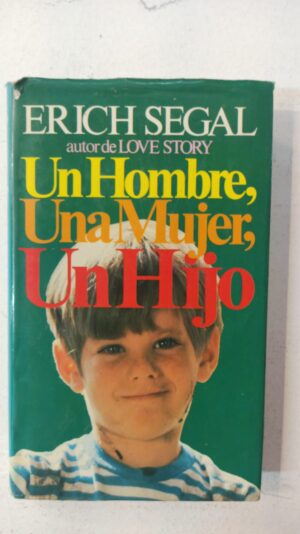 ERICH SEGAL
autor de LOVE STORY
Un Hombre,
Una Mujer,
Un Hijo